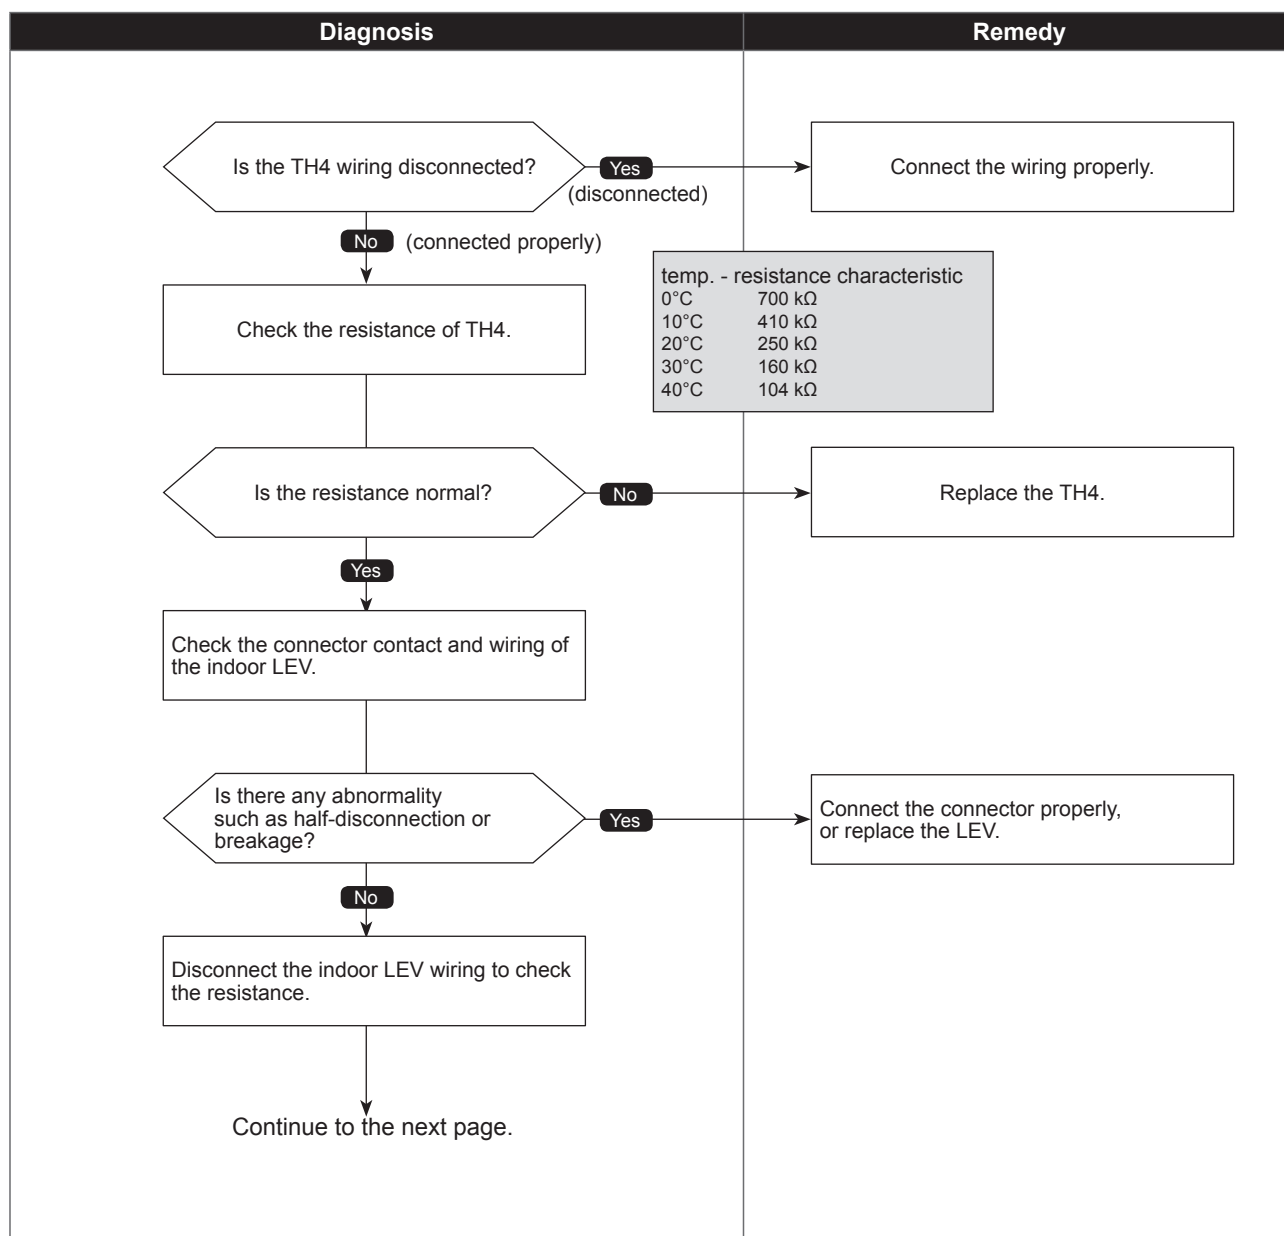 Diagnosis
Remedy
Is the TH4 wiring disconnected?
Yes
(disconnected)
Connect the wiring properly.
No (connected properly)
temp. - resistance characteristic
0°C 700 kΩ
10°C 410 kΩ
20°C 250 kΩ
30°C 160 kΩ
40°C 104 kΩ
Check the resistance of TH4.
Is the resistance normal?
No
Replace the TH4.
Yes
Check the connector contact and wiring of
the indoor LEV.
Is there any abnormality
such as half-disconnection or
breakage?
Yes
Connect the connector properly,
or replace the LEV.
No
Disconnect the indoor LEV wiring to check
the resistance.
Continue to the next page.